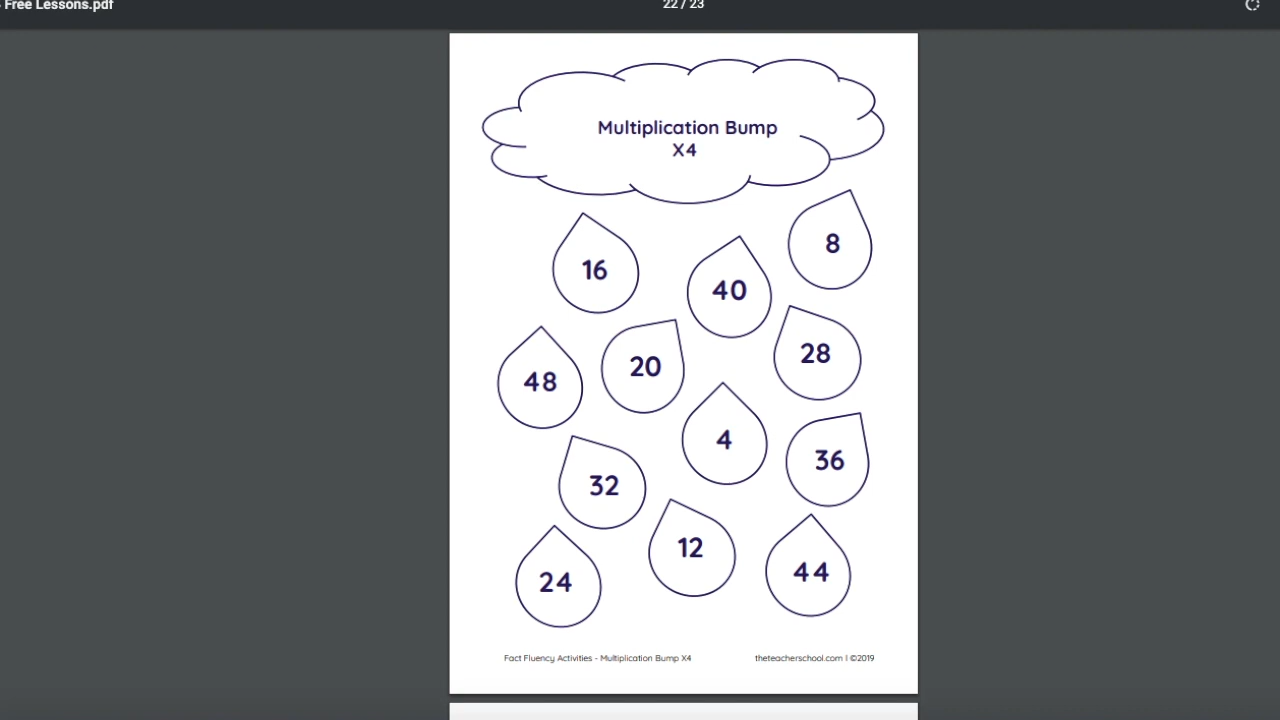 Free Lessons.pdf
22 / 23
Multiplication Bump
X4
8
16
40
28
20
48
4
36
32
12
44
24
Fact Fluency Activities - Multiplication Bump X4
theteacherschool.com I ©2019